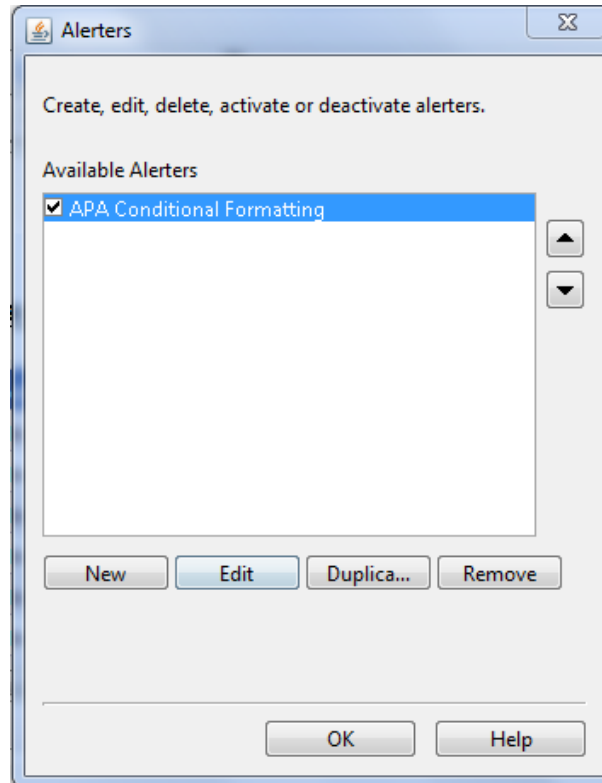 Alerters
Create, edit, delete, activate or deactivate alerters.
Available Alerters
APA Conditional Formatting
New Edit Duplica... Remove
OK Help